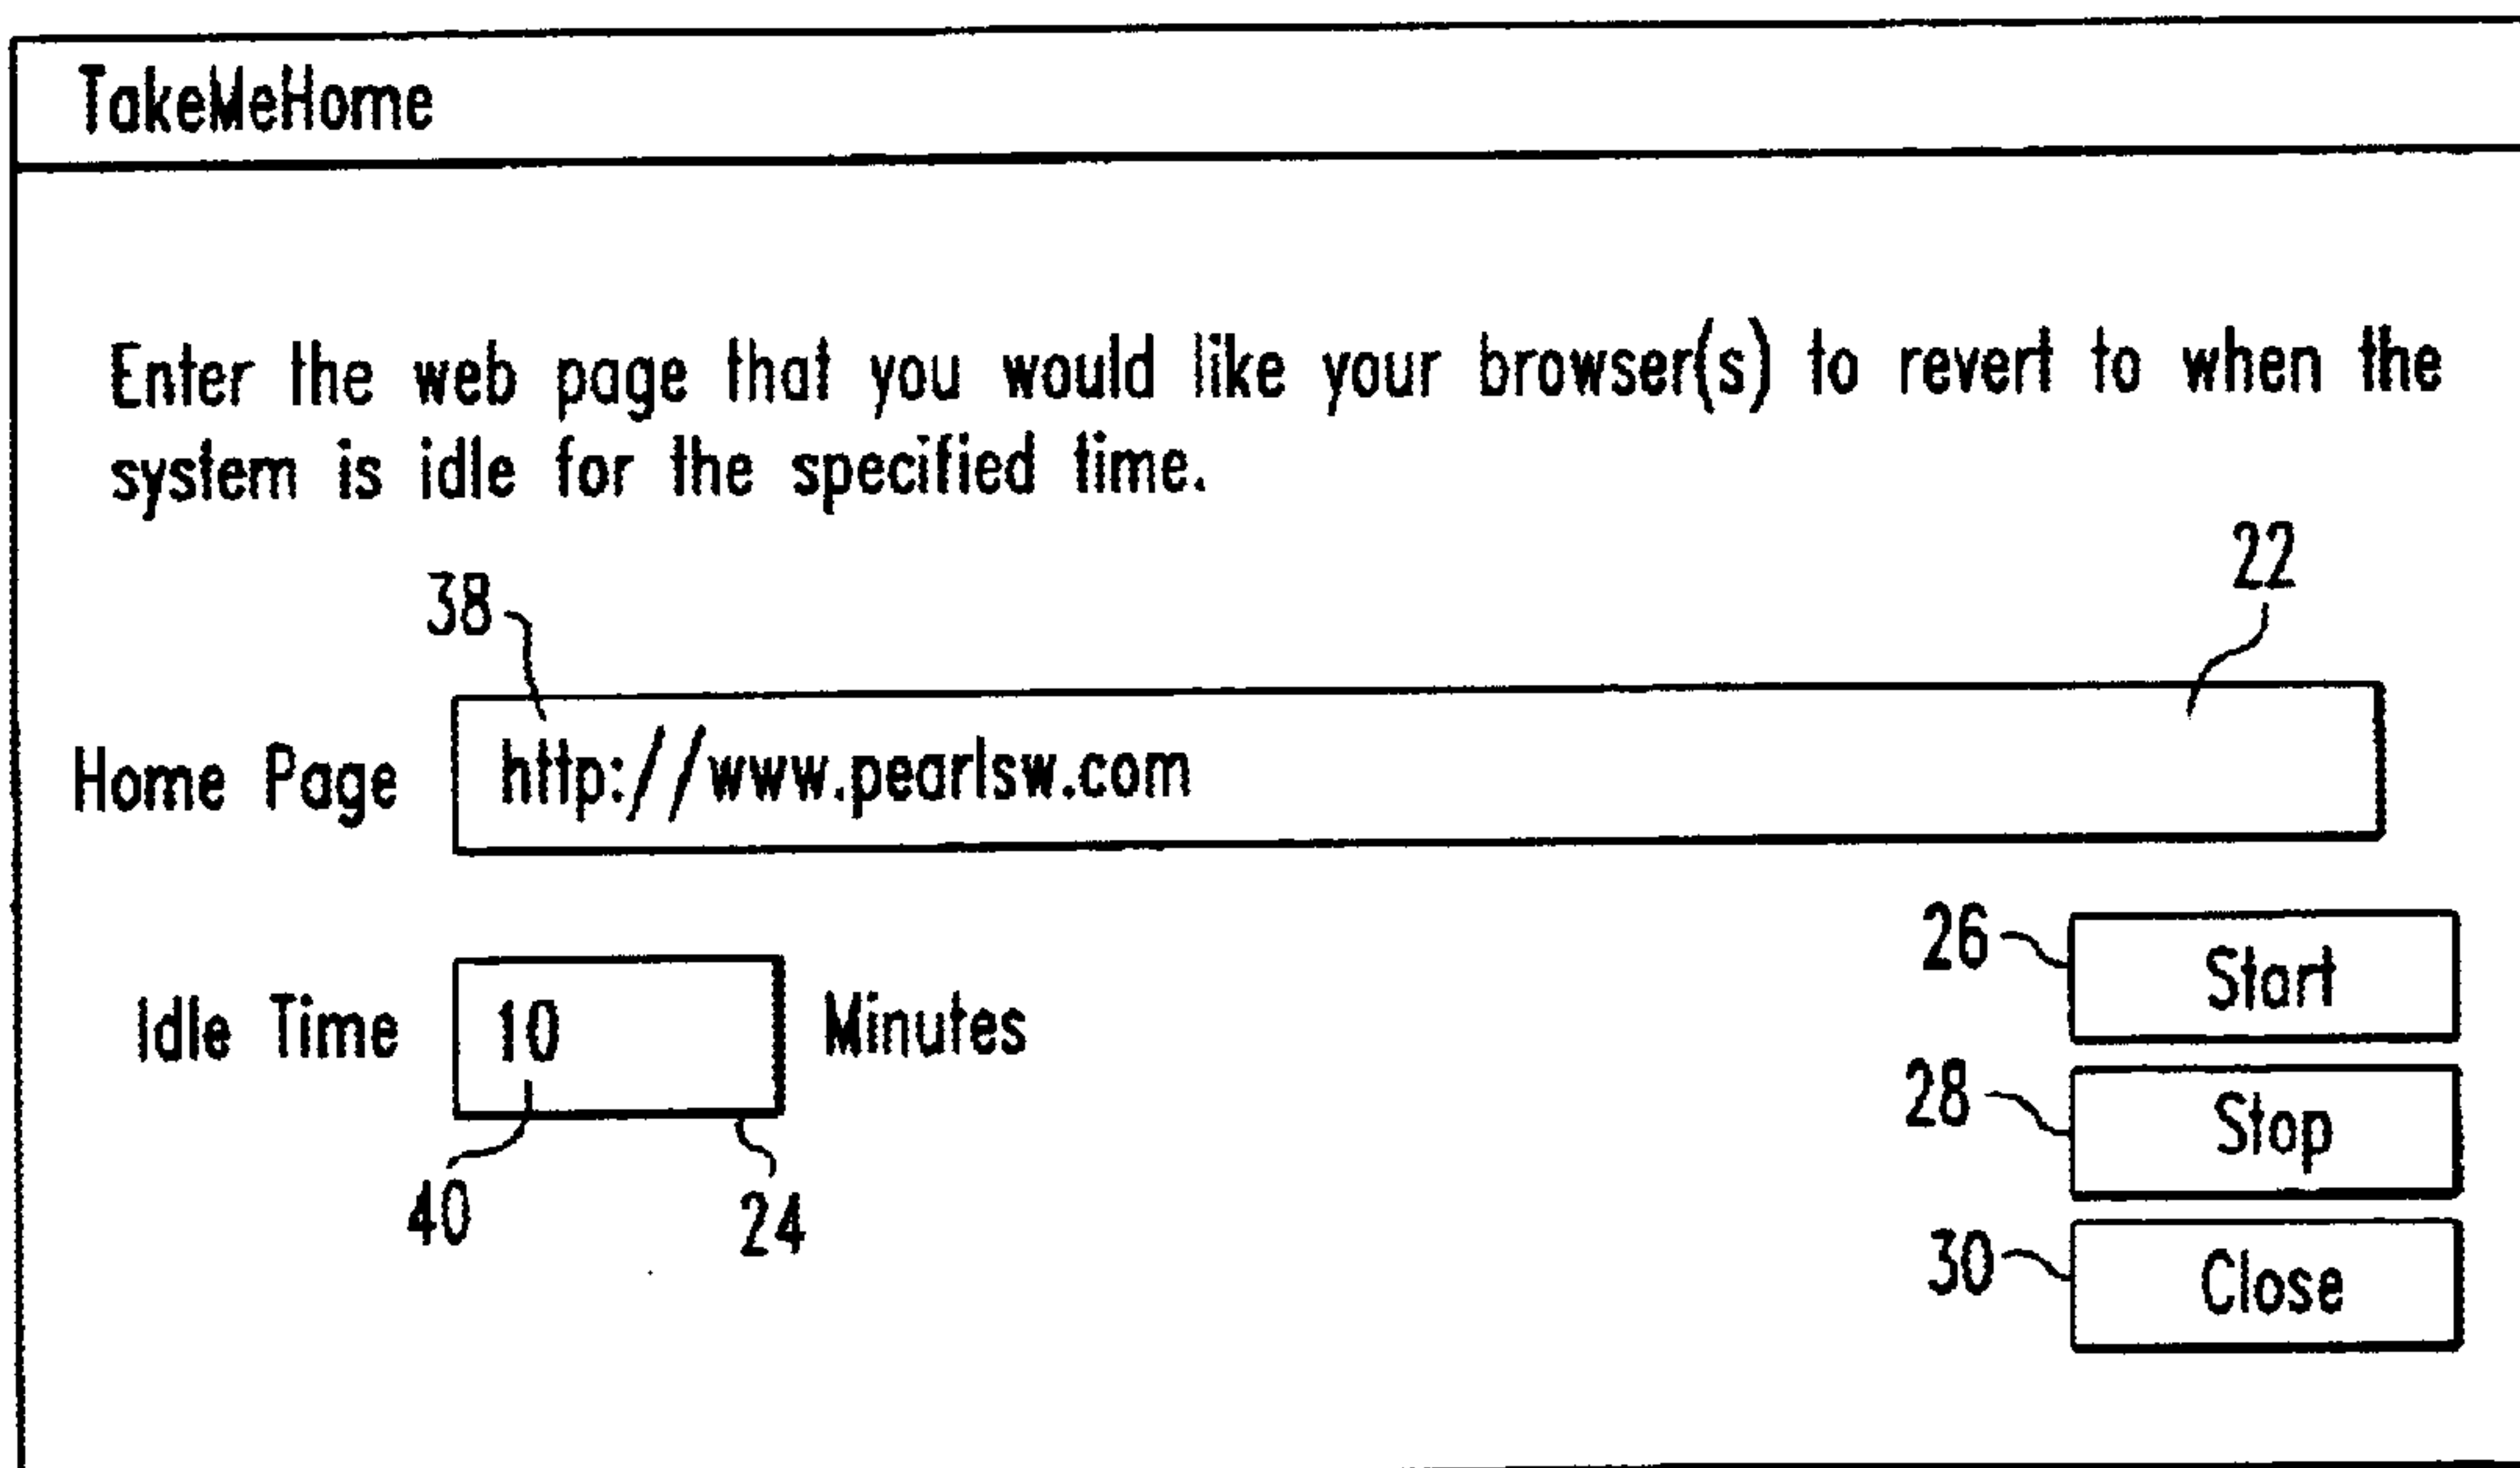 TakeMeHome
Enter the web page that you would like your browser(s) to revert to when the
system is idle for the specified time.
38
22
Home Page http://www.pearlsw.com
26 Start
Idle Time 10 Minutes
28 Stop
40 24
30 Close